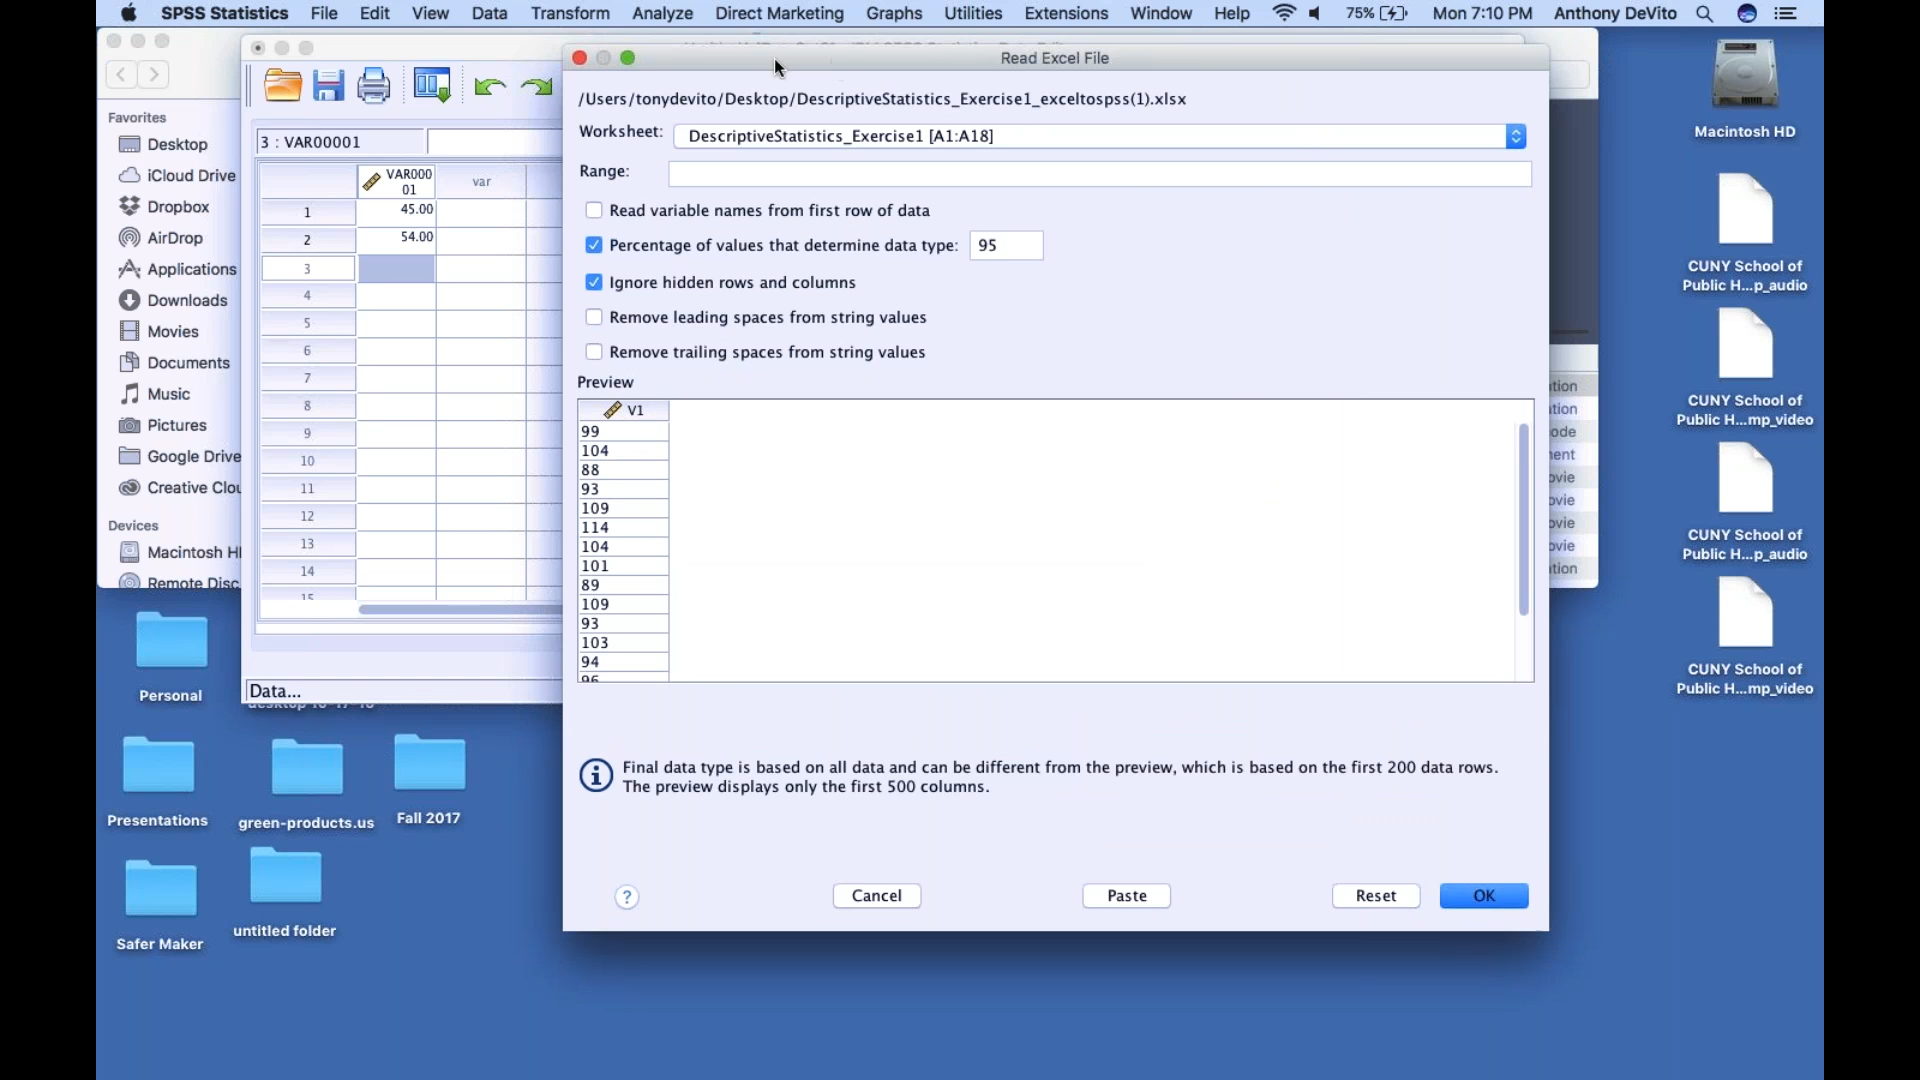 SPSS Statistics File Edit View Data Transform Analyze Direct Marketing Graphs Utilities Extensions Window Help 75% Mon 7:10 PM Anthony DeVito
Read Excel File
/Users/tonydevito/Desktop/DescriptiveStatistics_Exercise1_exceltospss(1).xlsx
Worksheet: DescriptiveStatistics_Exercise1 [A1:A18]
Range:
Read variable names from first row of data
Percentage of values that determine data type: 95
Ignore hidden rows and columns
Remove leading spaces from string values
Remove trailing spaces from string values
Preview
V1
99
104
88
93
109
114
104
101
89
109
93
103
94
96
Final data type is based on all data and can be different from the preview, which is based on the first 200 data rows.
The preview displays only the first 500 columns.
? Cancel Paste Reset OK
Favorites
Desktop
iCloud Drive
Dropbox
AirDrop
Applications
Downloads
Movies
Documents
Music
Pictures
Google Drive
Creative Clou
Devices
Macintosh H
Remote Disc
3 : VAR00001
VAR000
01
var
1 45.00
2 54.00
3
4
5
6
7
8
9
10
11
12
13
14
15
Data...
Personal
Presentations
green-products.us
Fall 2017
Safer Maker
untitled folder
Macintosh HD
CUNY School of
Public H...p_audio
CUNY School of
Public H...mp_video
CUNY School of
Public H...p_audio
CUNY School of
Public H...mp_video